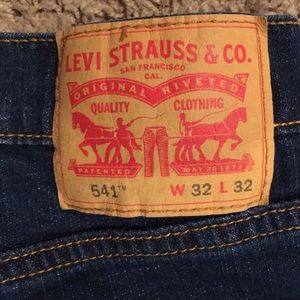 LEVI STRAUSS & CO.
SAN FRANCISCO
CAL.
ORIGINAL RIVETED
QUALITY CLOTHING
PATENTED MAY 20 1873
541™ W 32 L 32